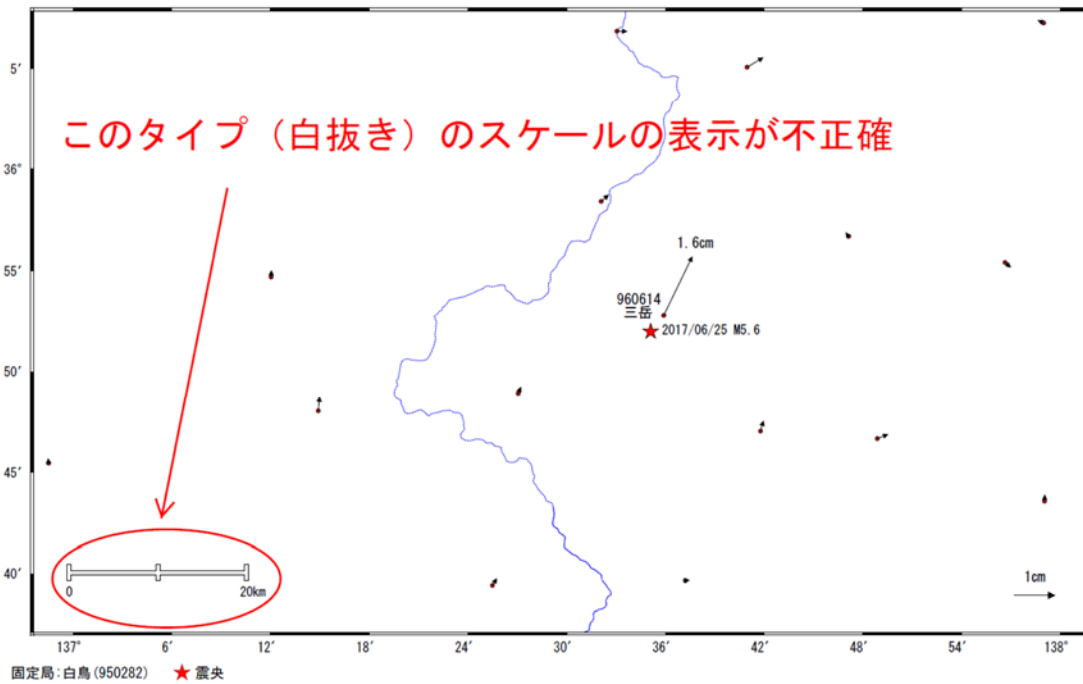 5′
このタイプ（白抜き）のスケールの表示が不正確
36°
1.6cm
55′
960614
三岳
2017/06/25 M5.6
50′
45′
40′
0
20km
1cm
137° 6′ 12′ 18′ 24′ 30′ 36′ 42′ 48′ 54′ 138°
固定局:白鳥(950282) ★ 震央